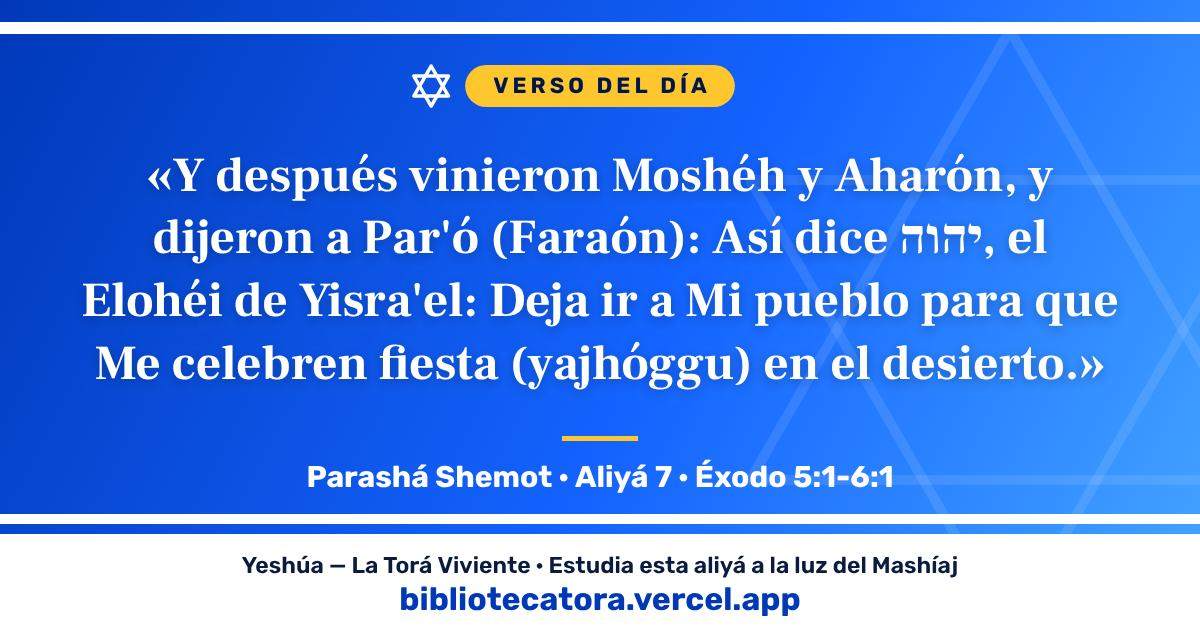 VERSO DEL DÍA
«Y después vinieron Moshéh y Aharón, y
dijeron a Par'ó (Faraón): Así dice יהוה, el
Elohéi de Yisra'el: Deja ir a Mi pueblo para que
Me celebren fiesta (yajhóggu) en el desierto.»
Parashá Shemot • Aliyá 7 • Éxodo 5:1-6:1
Yeshúa — La Torá Viviente • Estudia esta aliyá a la luz del Mashíaj
bibliotecatora.vercel.app